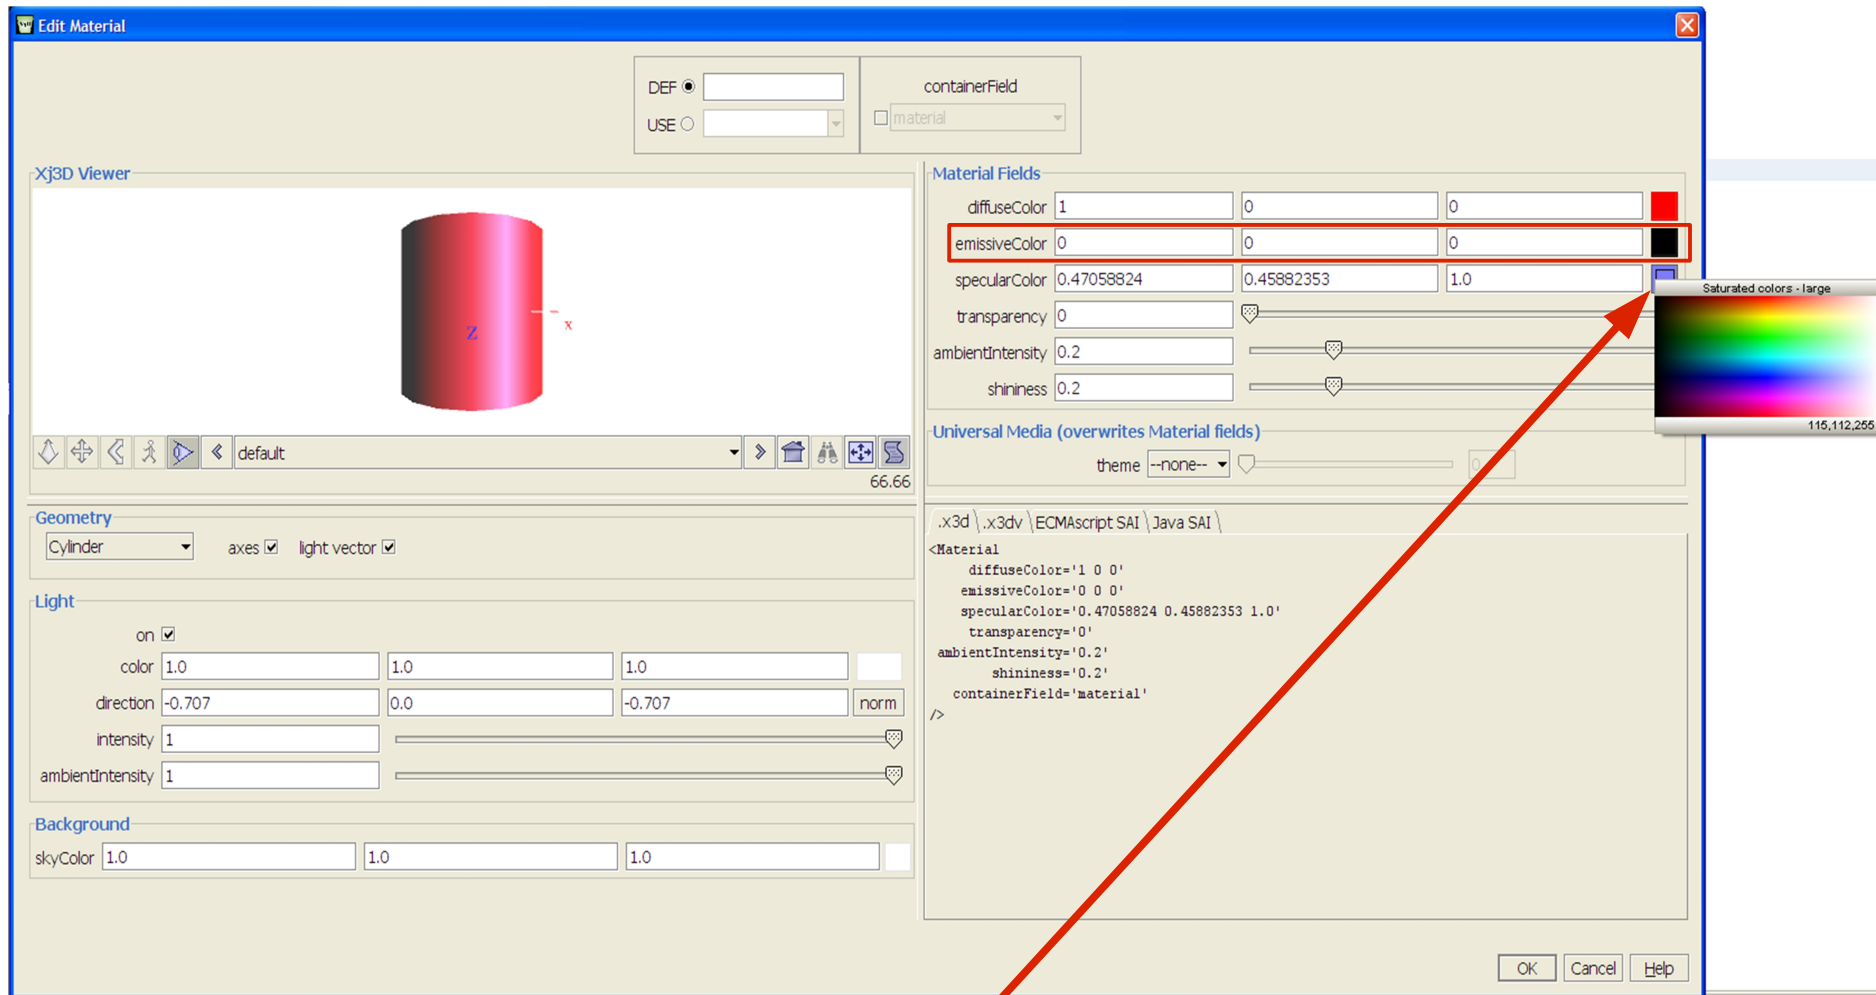 Edit Material
DEF
USE
containerField
material
Xj3D Viewer
Z
x
default
66.66
Material Fields
diffuseColor 1 0 0
emissiveColor 0 0 0
specularColor 0.47058824 0.45882353 1.0
transparency 0
ambientIntensity 0.2
shininess 0.2
Saturated colors - large
115,112,255
Universal Media (overwrites Material fields)
theme --none-- 0
Geometry
Cylinder axes light vector
Light
on
color 1.0 1.0 1.0
direction -0.707 0.0 -0.707 norm
intensity 1
ambientIntensity 1
Background
skyColor 1.0 1.0 1.0
.x3d .x3dv ECMAscript SAI Java SAI
<Material
diffuseColor='1 0 0'
emissiveColor='0 0 0'
specularColor='0.47058824 0.45882353 1.0'
transparency='0'
ambientIntensity='0.2'
shininess='0.2'
containerField='material'
/>
OK Cancel Help